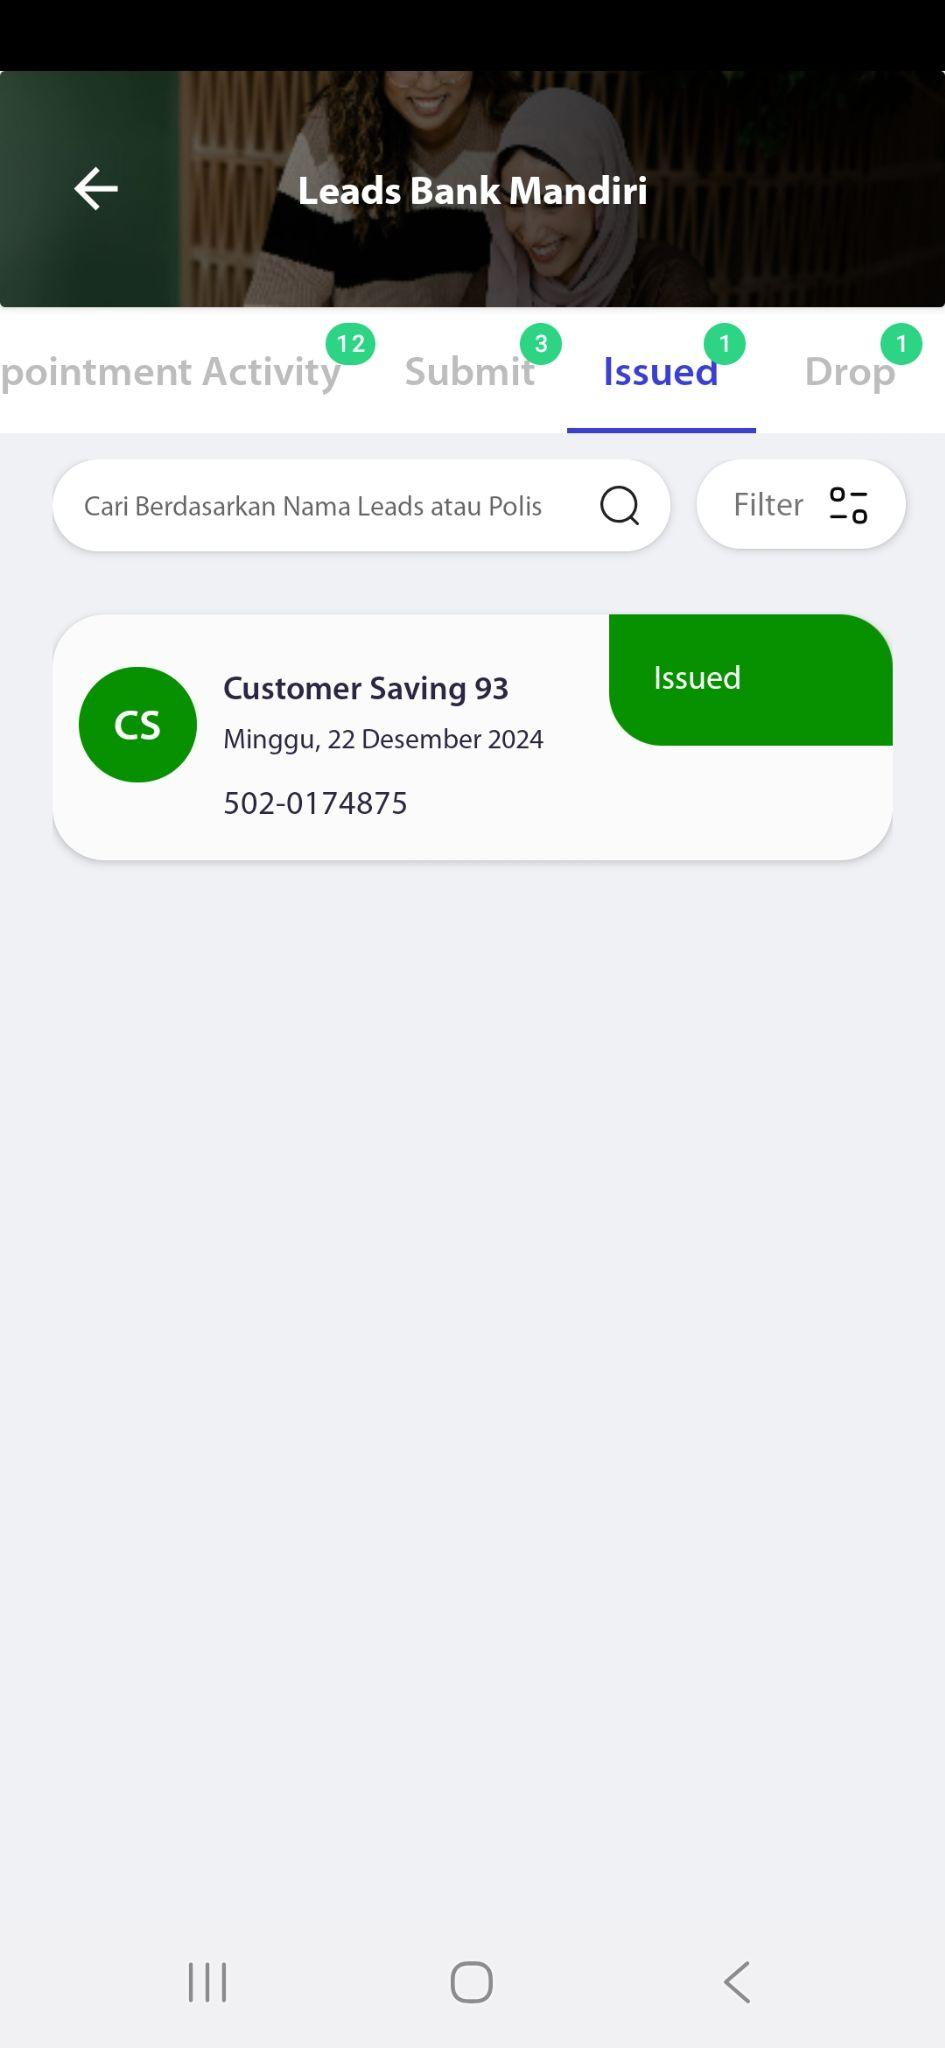 Leads Bank Mandiri
pointment Activity 12 Submit 3 Issued 1 Drop 1
Cari Berdasarkan Nama Leads atau Polis Filter
Issued
CS Customer Saving 93
Minggu, 22 Desember 2024
502-0174875